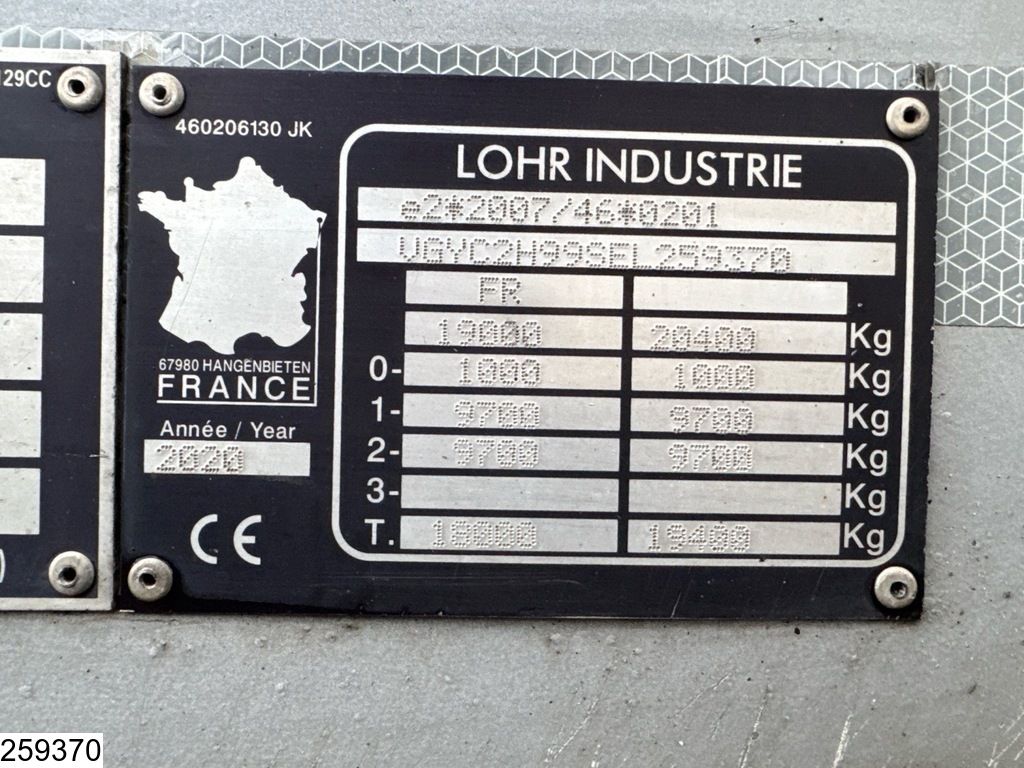 129CC
460206130 JK
LOHR INDUSTRIE
e2*2007/46*0201
VGYC2H99SEL259370
FR
19000 20400 Kg
0- 1000 1000 Kg
1- 9700 9700 Kg
2- 9700 9700 Kg
3- Kg
T. 18000 19400 Kg
67980 HANGENBIETEN
FRANCE
Année / Year
2020
CE
259370